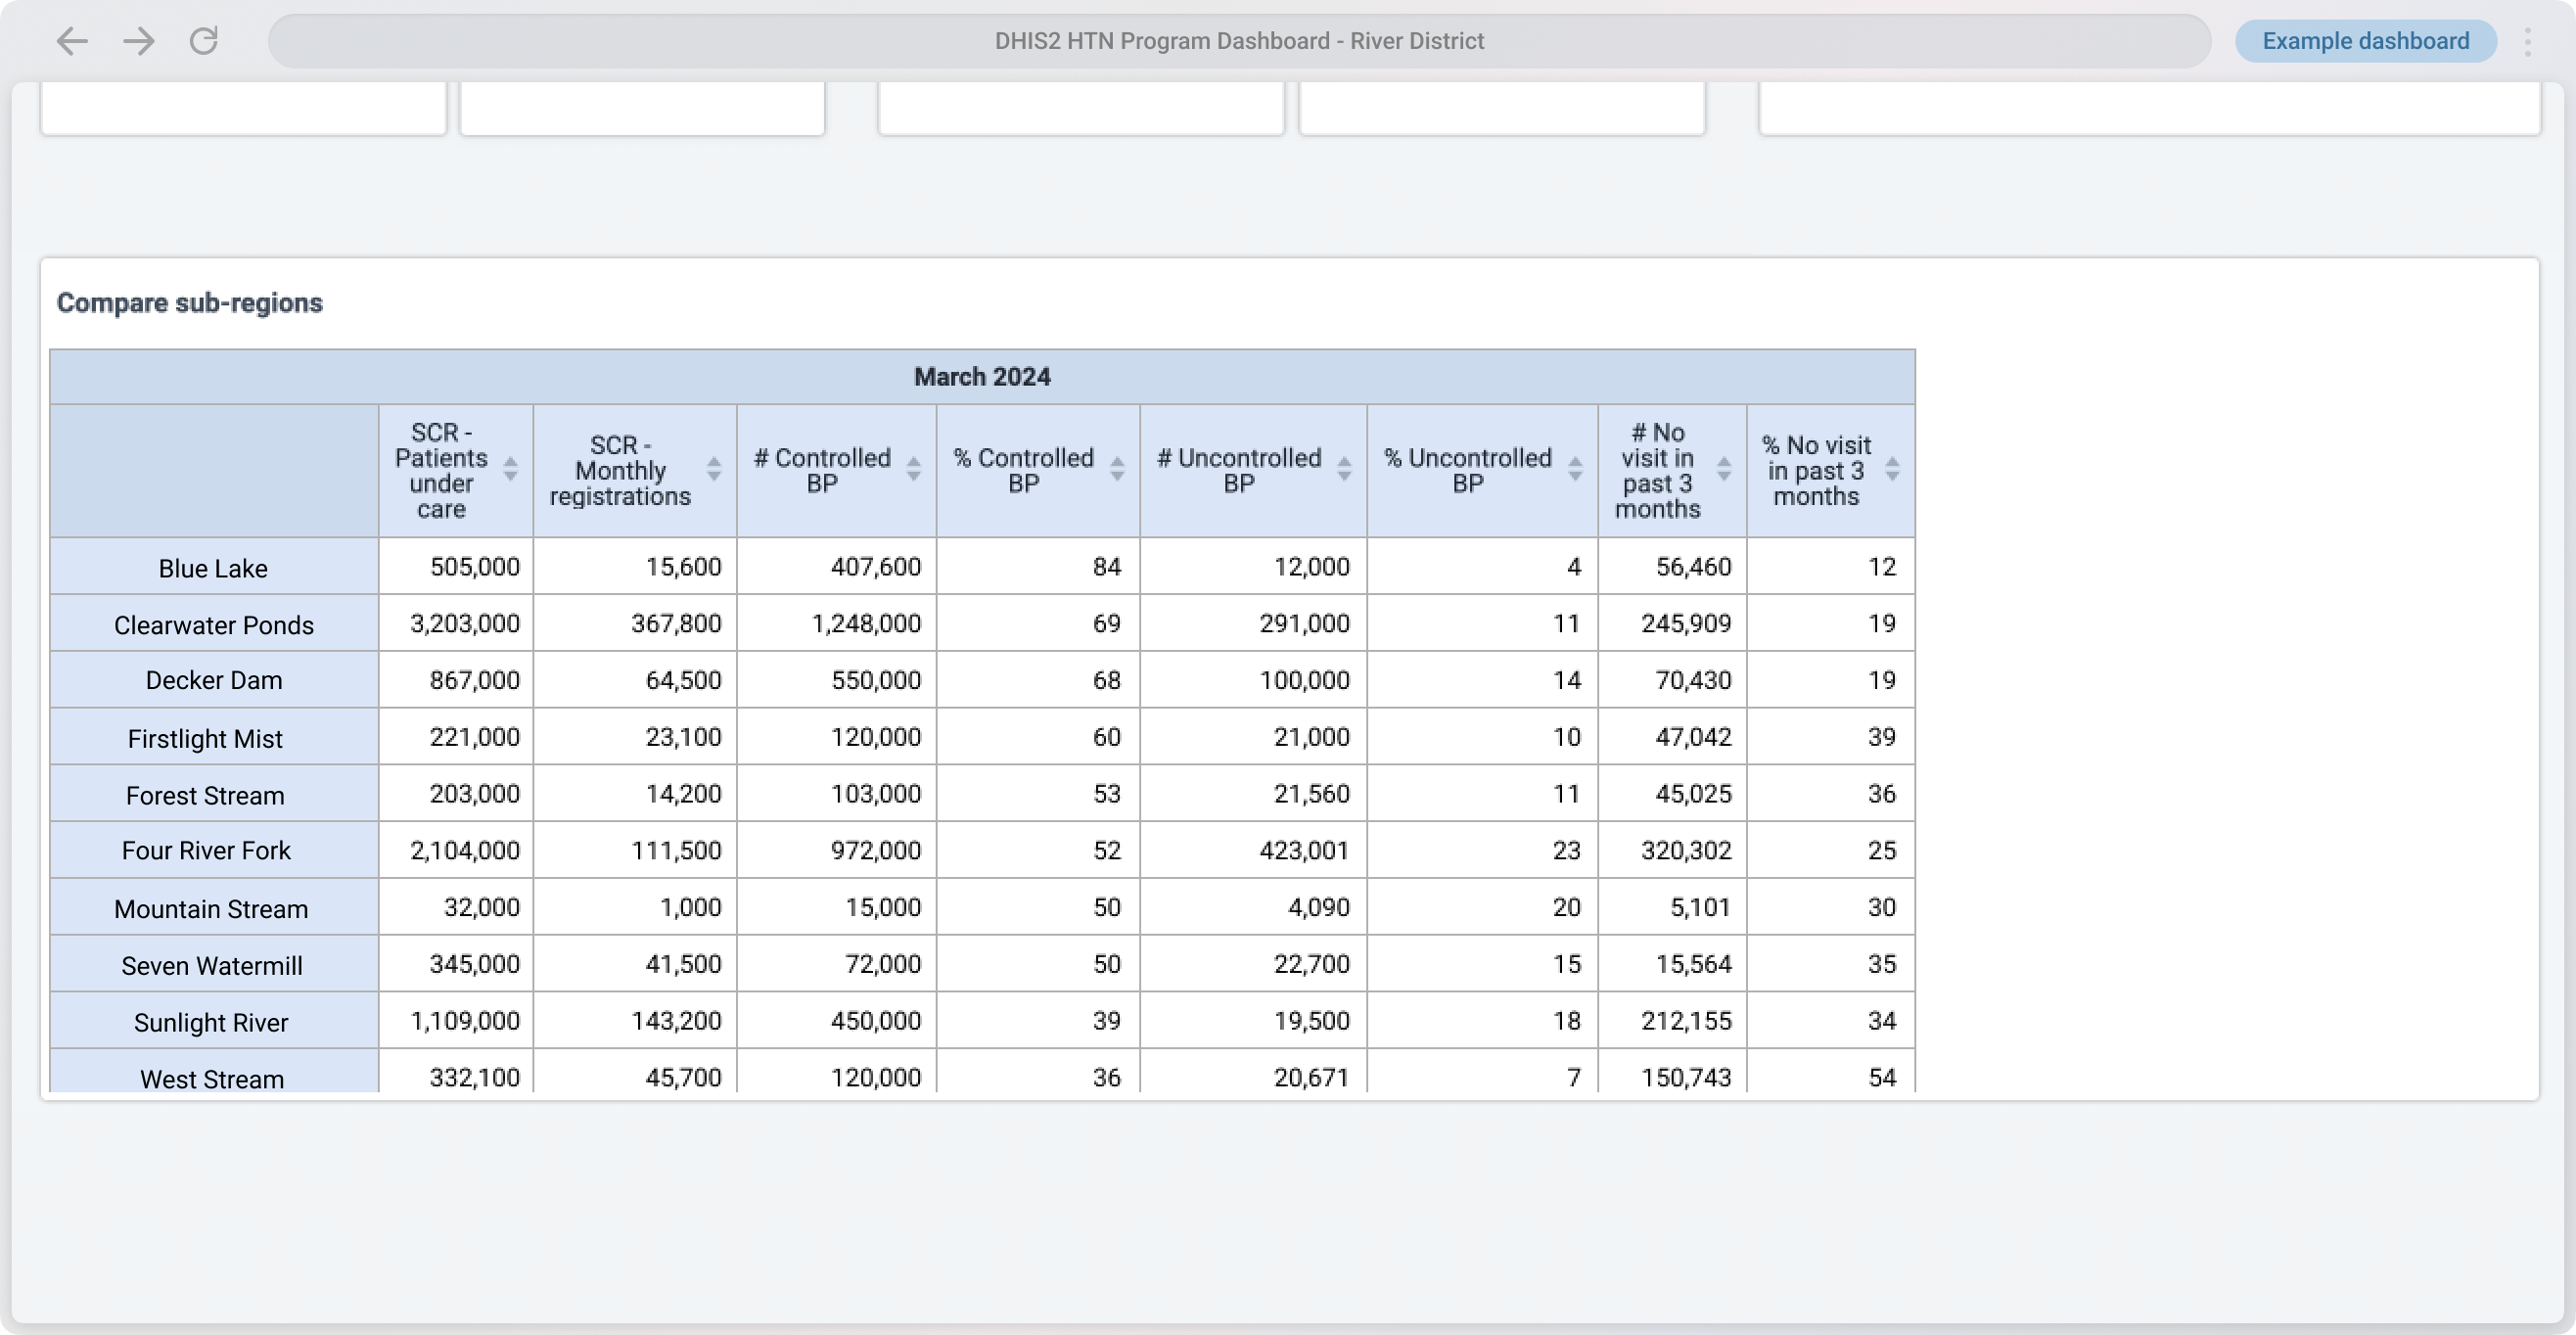 DHIS2 HTN Program Dashboard - River District
Example dashboard
Compare sub-regions
March 2024
SCR - Patients under care
SCR - Monthly registrations
# Controlled BP
% Controlled BP
# Uncontrolled BP
% Uncontrolled BP
# No visit in past 3 months
% No visit in past 3 months
Blue Lake 505,000 15,600 407,600 84 12,000 4 56,460 12
Clearwater Ponds 3,203,000 367,800 1,248,000 69 291,000 11 245,909 19
Decker Dam 867,000 64,500 550,000 68 100,000 14 70,430 19
Firstlight Mist 221,000 23,100 120,000 60 21,000 10 47,042 39
Forest Stream 203,000 14,200 103,000 53 21,560 11 45,025 36
Four River Fork 2,104,000 111,500 972,000 52 423,001 23 320,302 25
Mountain Stream 32,000 1,000 15,000 50 4,090 20 5,101 30
Seven Watermill 345,000 41,500 72,000 50 22,700 15 15,564 35
Sunlight River 1,109,000 143,200 450,000 39 19,500 18 212,155 34
West Stream 332,100 45,700 120,000 36 20,671 7 150,743 54